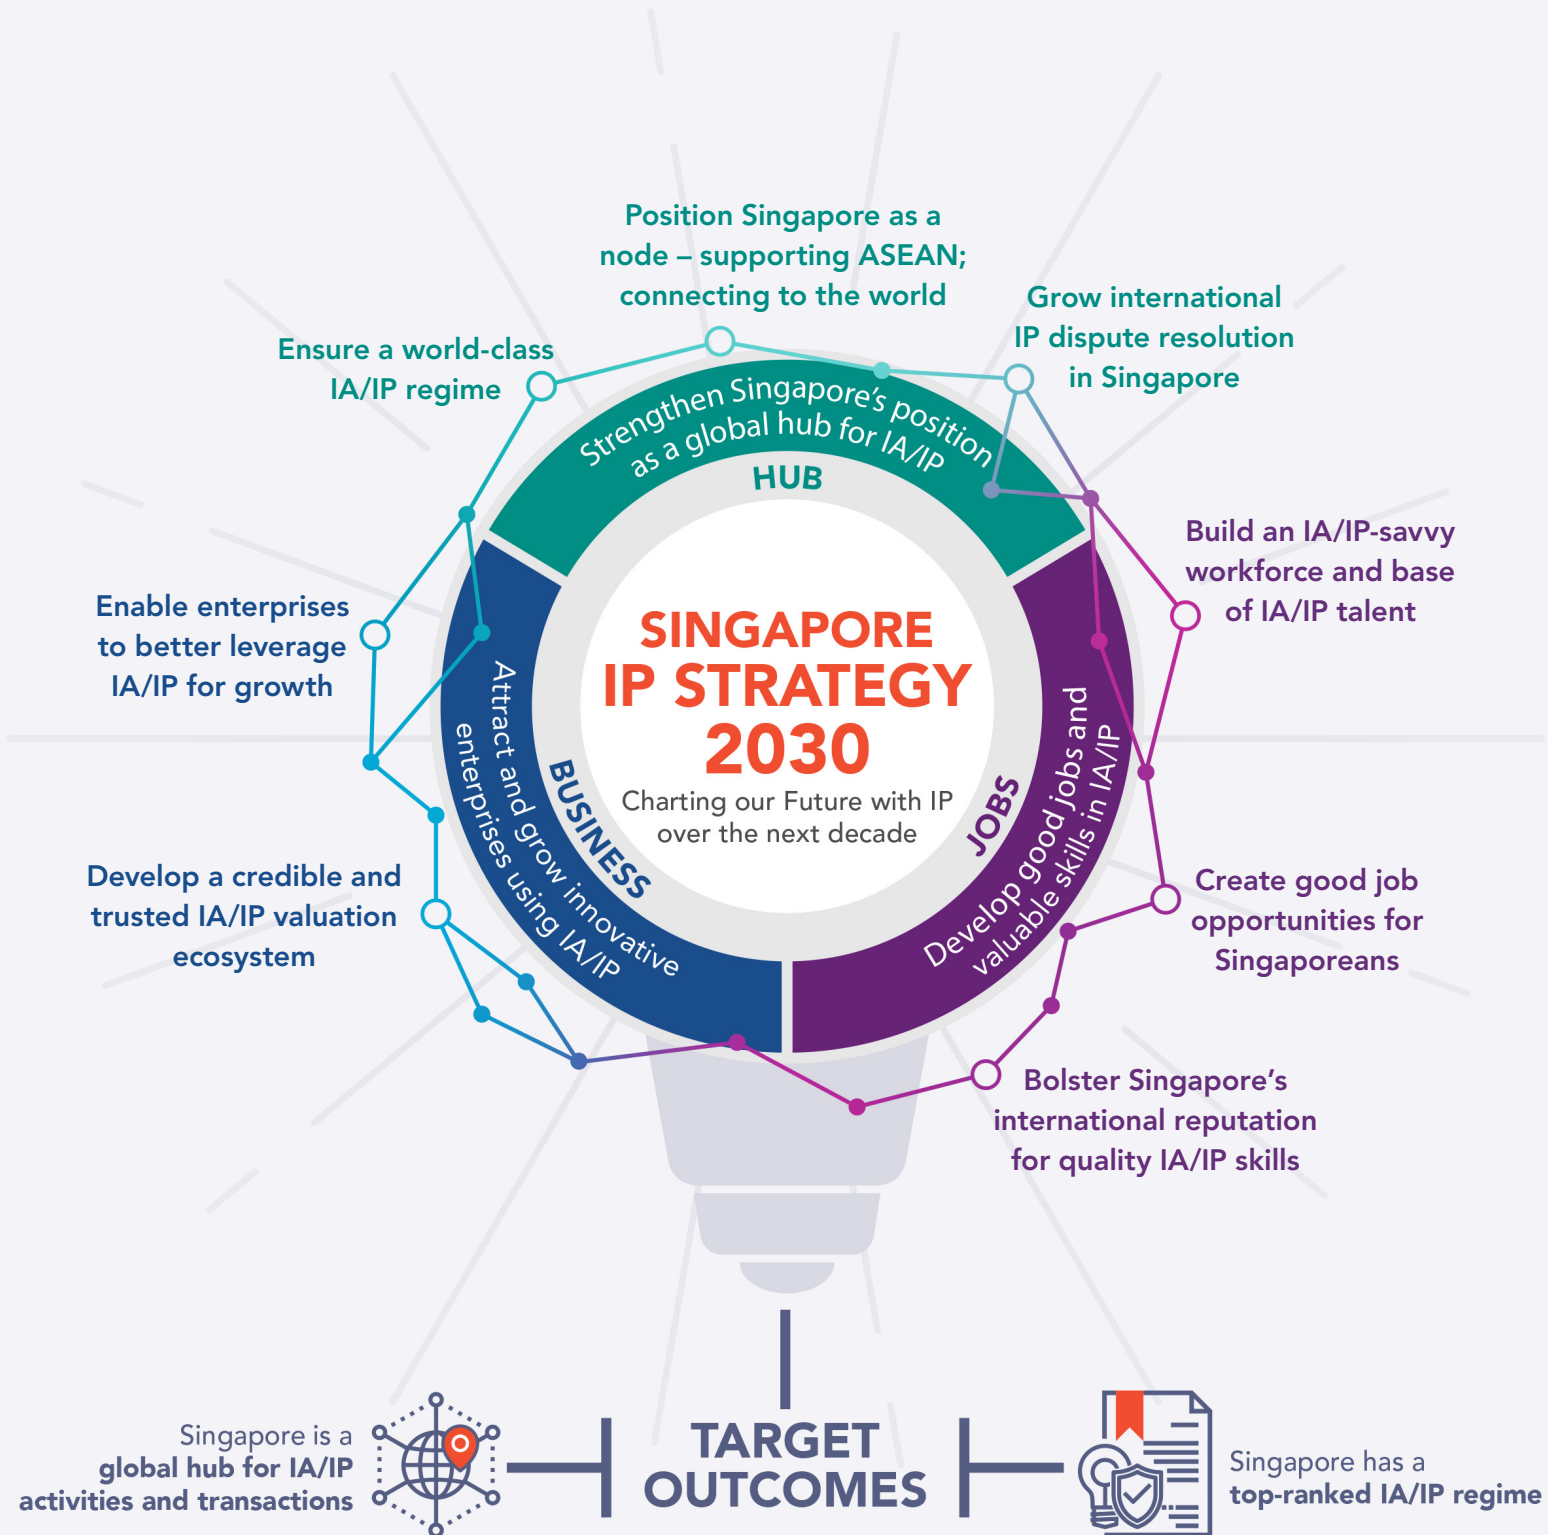 Position Singapore as a
node – supporting ASEAN;
connecting to the world
Grow international
IP dispute resolution
in Singapore
Ensure a world-class
IA/IP regime
Strengthen Singapore's position
as a global hub for IA/IP
HUB
Build an IA/IP-savvy
workforce and base
of IA/IP talent
Enable enterprises
to better leverage
IA/IP for growth
SINGAPORE
IP STRATEGY
2030
Charting our Future with IP
over the next decade
Attract and grow innovative
enterprises using IA/IP
BUSINESS
JOBS
Develop good jobs and
valuable skills in IA/IP
Develop a credible and
trusted IA/IP valuation
ecosystem
Create good job
opportunities for
Singaporeans
Bolster Singapore's
international reputation
for quality IA/IP skills
TARGET
OUTCOMES
Singapore is a
global hub for IA/IP
activities and transactions
Singapore has a
top-ranked IA/IP regime